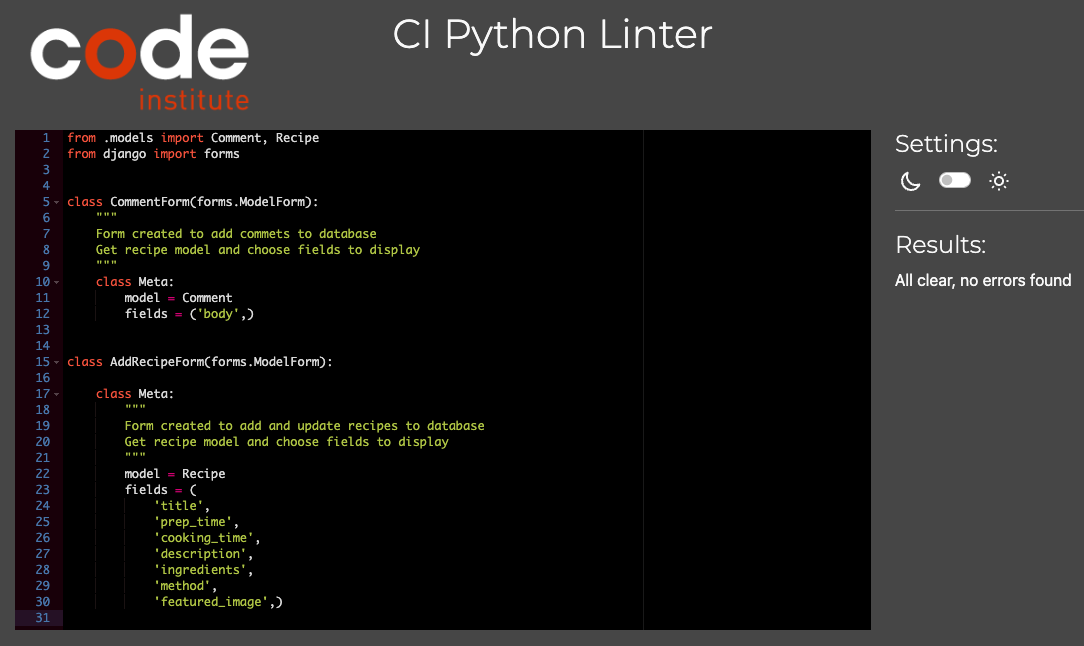 code
institute
CI Python Linter
1 from .models import Comment, Recipe
2 from django import forms
3
4
5 class CommentForm(forms.ModelForm):
6     """
7     Form created to add commets to database
8     Get recipe model and choose fields to display
9     """
10     class Meta:
11         model = Comment
12         fields = ('body',)
13
14
15 class AddRecipeForm(forms.ModelForm):
16
17     class Meta:
18         """
19         Form created to add and update recipes to database
20         Get recipe model and choose fields to display
21         """
22         model = Recipe
23         fields = (
24             'title',
25             'prep_time',
26             'cooking_time',
27             'description',
28             'ingredients',
29             'method',
30             'featured_image',)
31
Settings:
Results:
All clear, no errors found